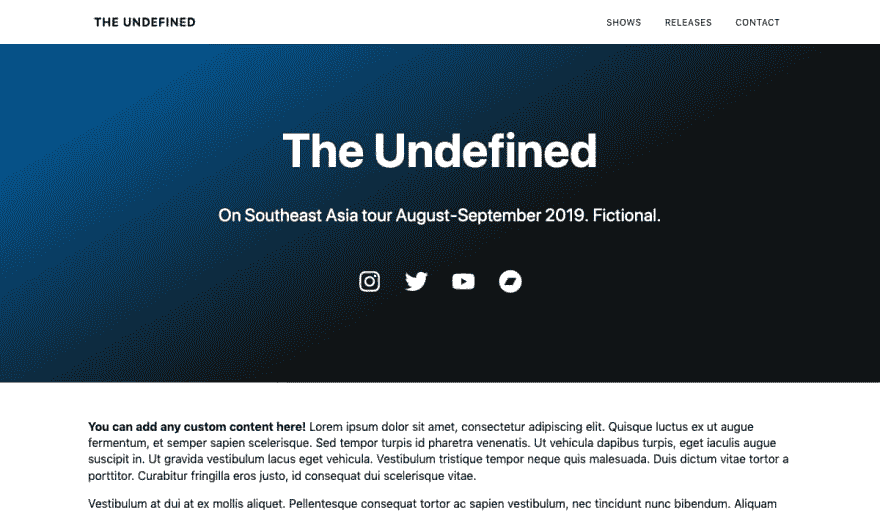 THE UNDEFINED
SHOWS RELEASES CONTACT
The Undefined
On Southeast Asia tour August-September 2019. Fictional.
You can add any custom content here! Lorem ipsum dolor sit amet, consectetur adipiscing elit. Quisque luctus ex ut augue
fermentum, et semper sapien scelerisque. Sed tempor turpis id pharetra venenatis. Ut vehicula dapibus turpis, eget iaculis augue
suscipit in. Ut gravida vestibulum lacus eget vehicula. Vestibulum tristique tempor neque quis malesuada. Duis dictum vitae tortor a
porttitor. Curabitur fringilla eros justo, id consequat dui scelerisque vitae.
Vestibulum at dui at ex mollis aliquet. Pellentesque consequat tortor ac sapien vestibulum, nec tincidunt nunc bibendum. Aliquam